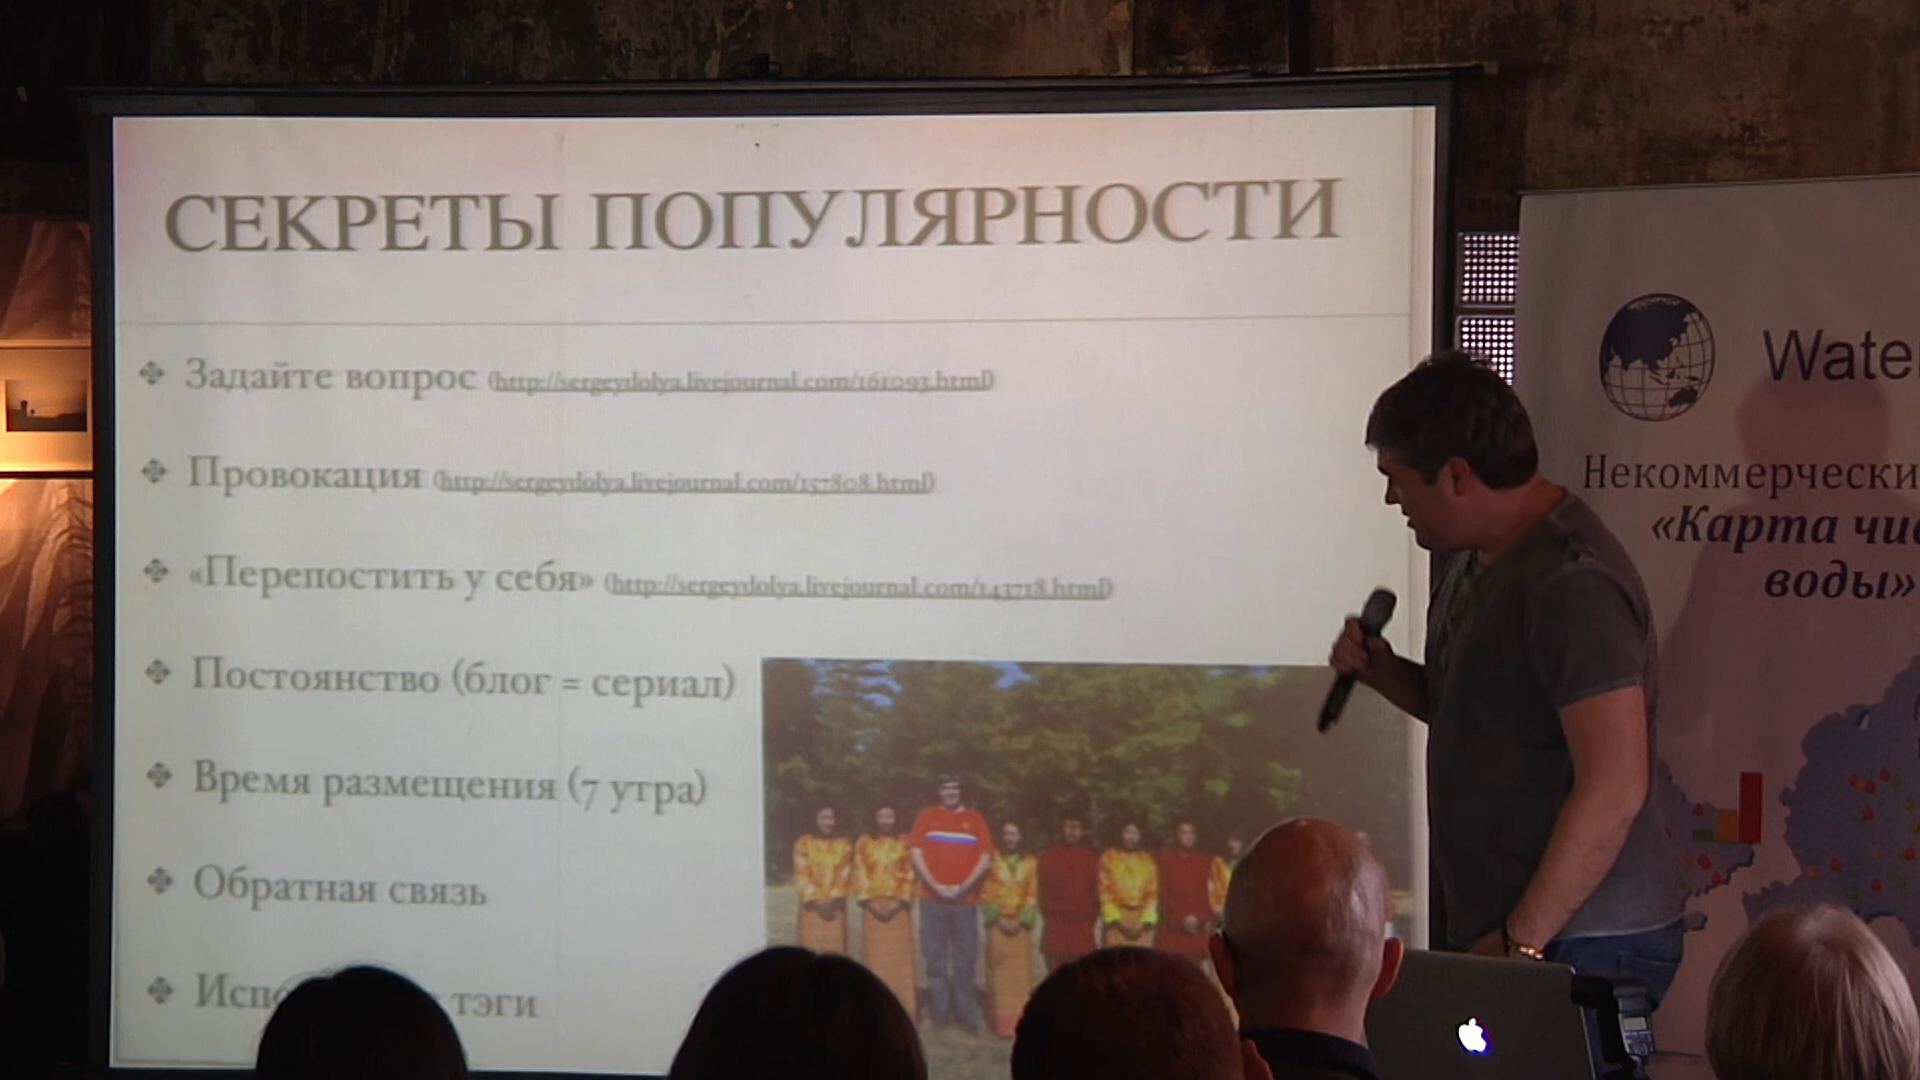 СЕКРЕТЫ ПОПУЛЯРНОСТИ
Задайте вопрос (http://sergeydolya.livejournal.com/161093.html)
Провокация (http://sergeydolya.livejournal.com/157808.html)
«Перепостить у себя» (http://sergeydolya.livejournal.com/143718.html)
Постоянство (блог = сериал)
Время размещения (7 утра)
Обратная связь
тэги
Wate
Некоммерчески
«Карта чис
воды»